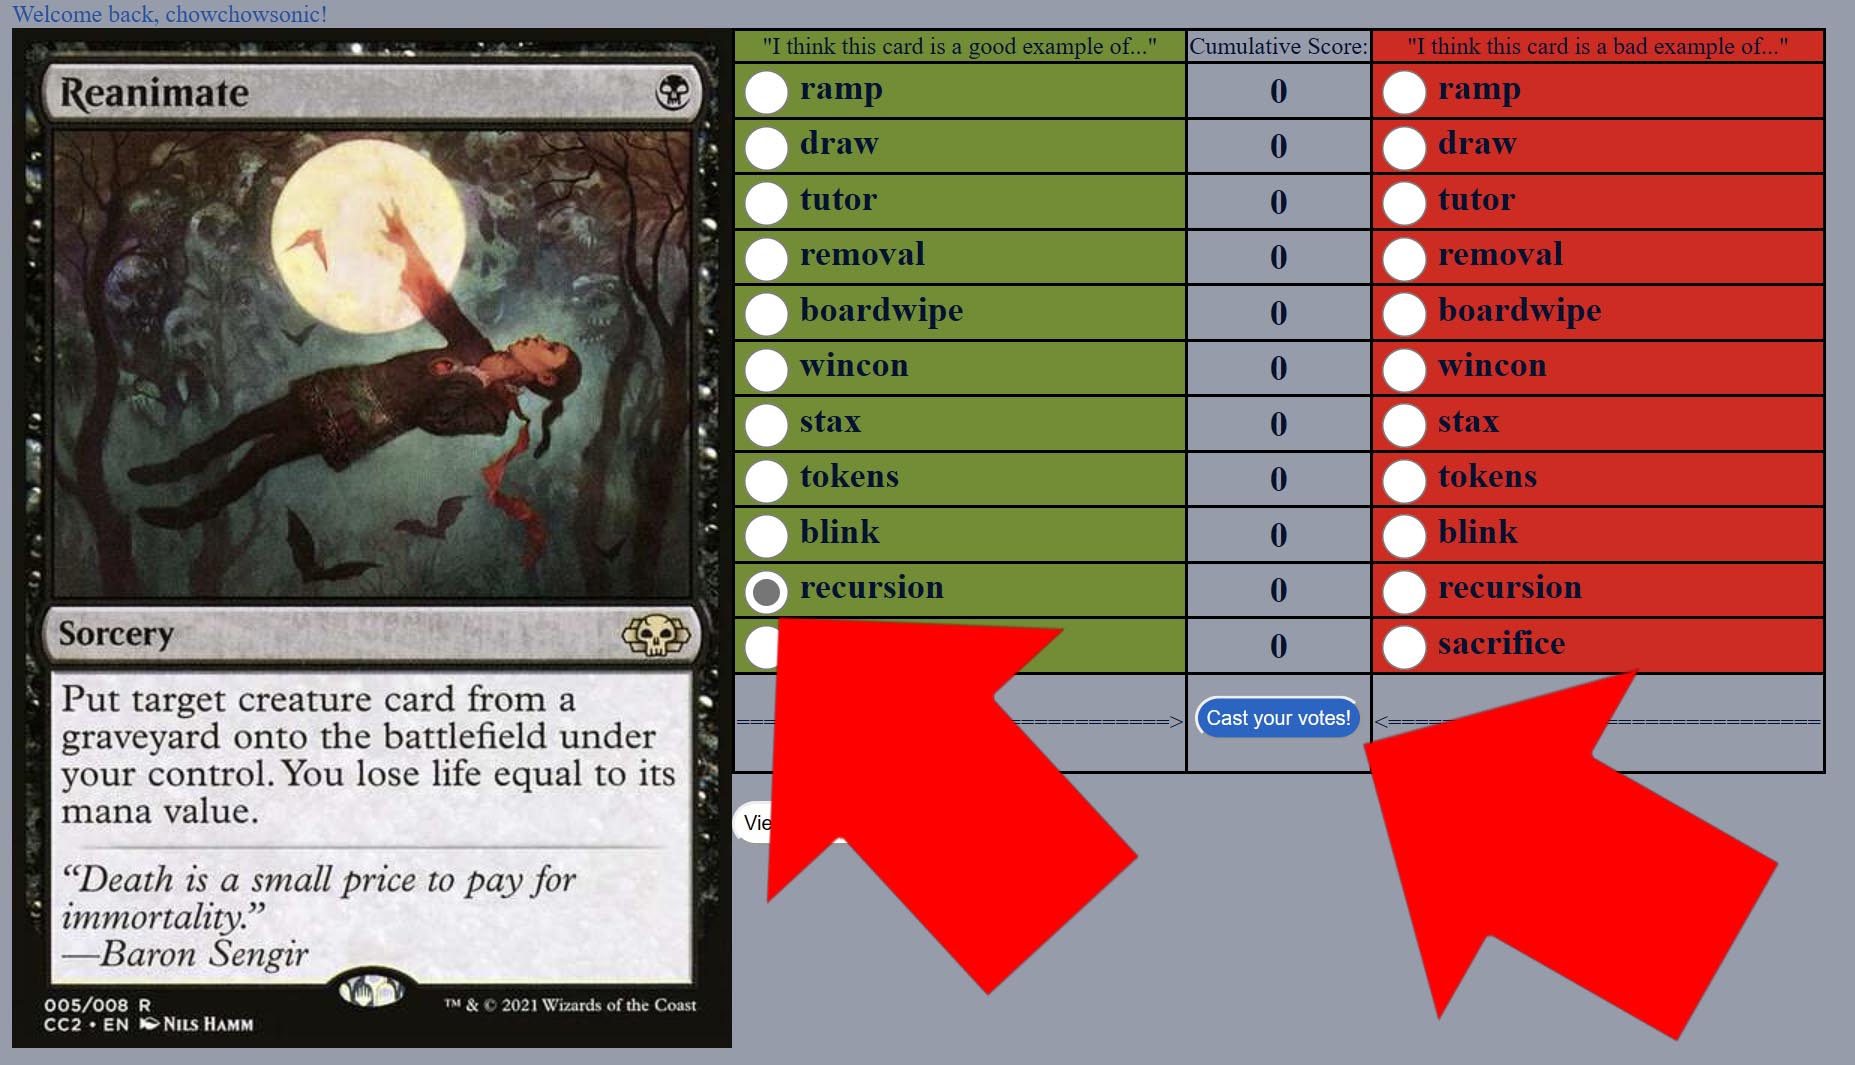 Welcome back, chowchowsonic!
Reanimate
Sorcery
Put target creature card from a
graveyard onto the battlefield under
your control. You lose life equal to its
mana value.
“Death is a small price to pay for
immortality.”
—Baron Sengir
005/008 R
CC2 • EN NILS HAMM
™ & © 2021 Wizards of the Coast
"I think this card is a good example of..." Cumulative Score: "I think this card is a bad example of..."
ramp 0 ramp
draw 0 draw
tutor 0 tutor
removal 0 removal
boardwipe 0 boardwipe
wincon 0 wincon
stax 0 stax
tokens 0 tokens
blink 0 blink
recursion 0 recursion
0 sacrifice
Cast your votes!